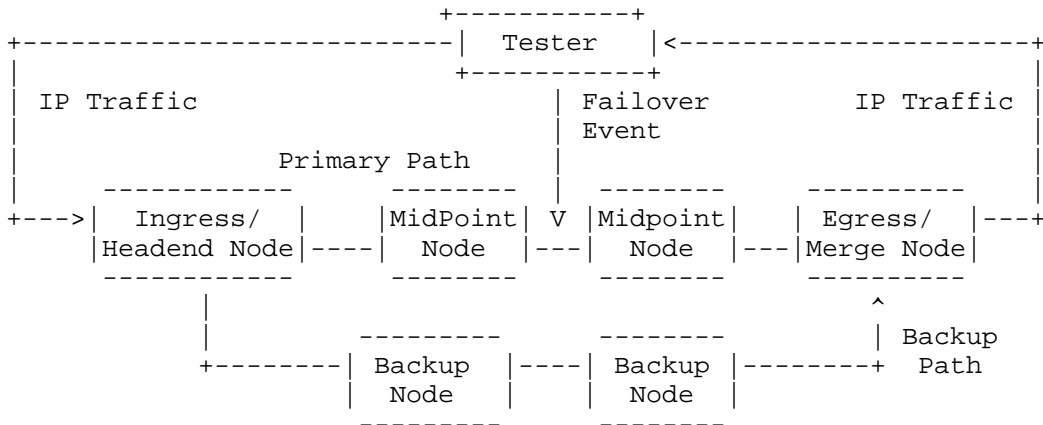 Tester
IP Traffic Failover IP Traffic
Event
Primary Path
Ingress/ MidPoint V Midpoint Egress/
Headend Node Node Node Merge Node
Backup
Backup Backup Path
Node Node